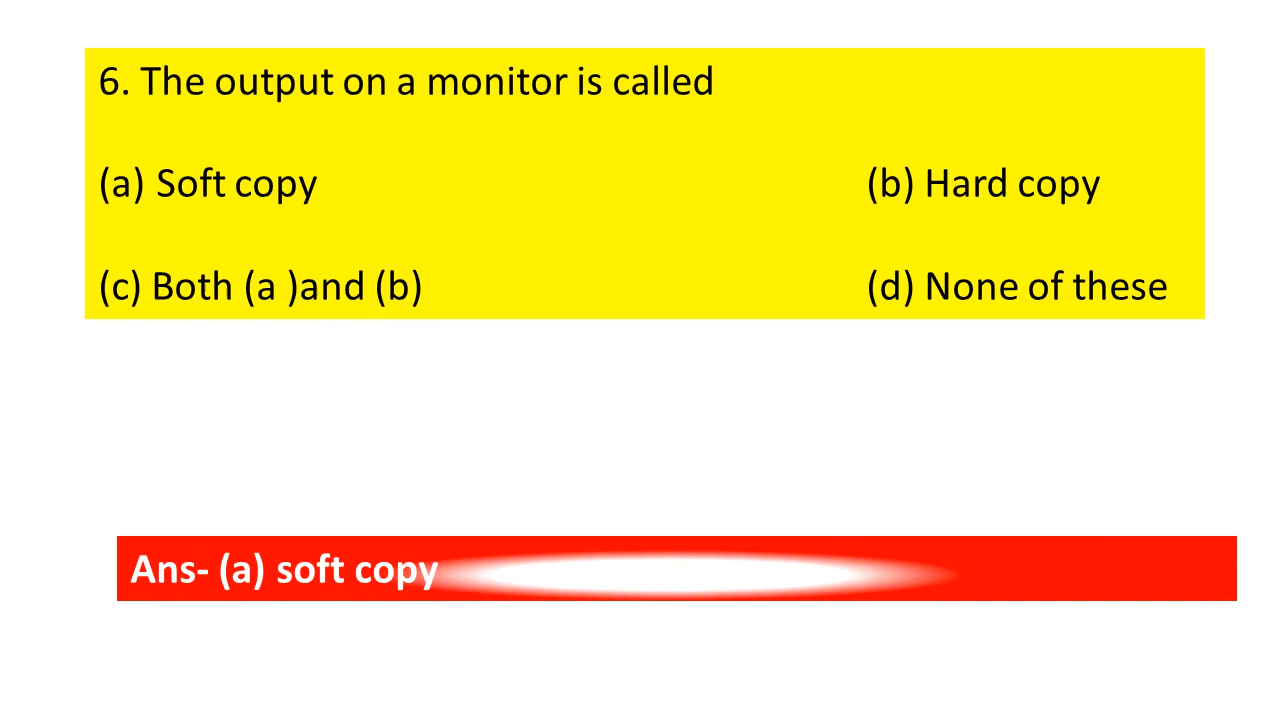 6. The output on a monitor is called
(a) Soft copy (b) Hard copy
(c) Both (a )and (b) (d) None of these
Ans- (a) soft copy